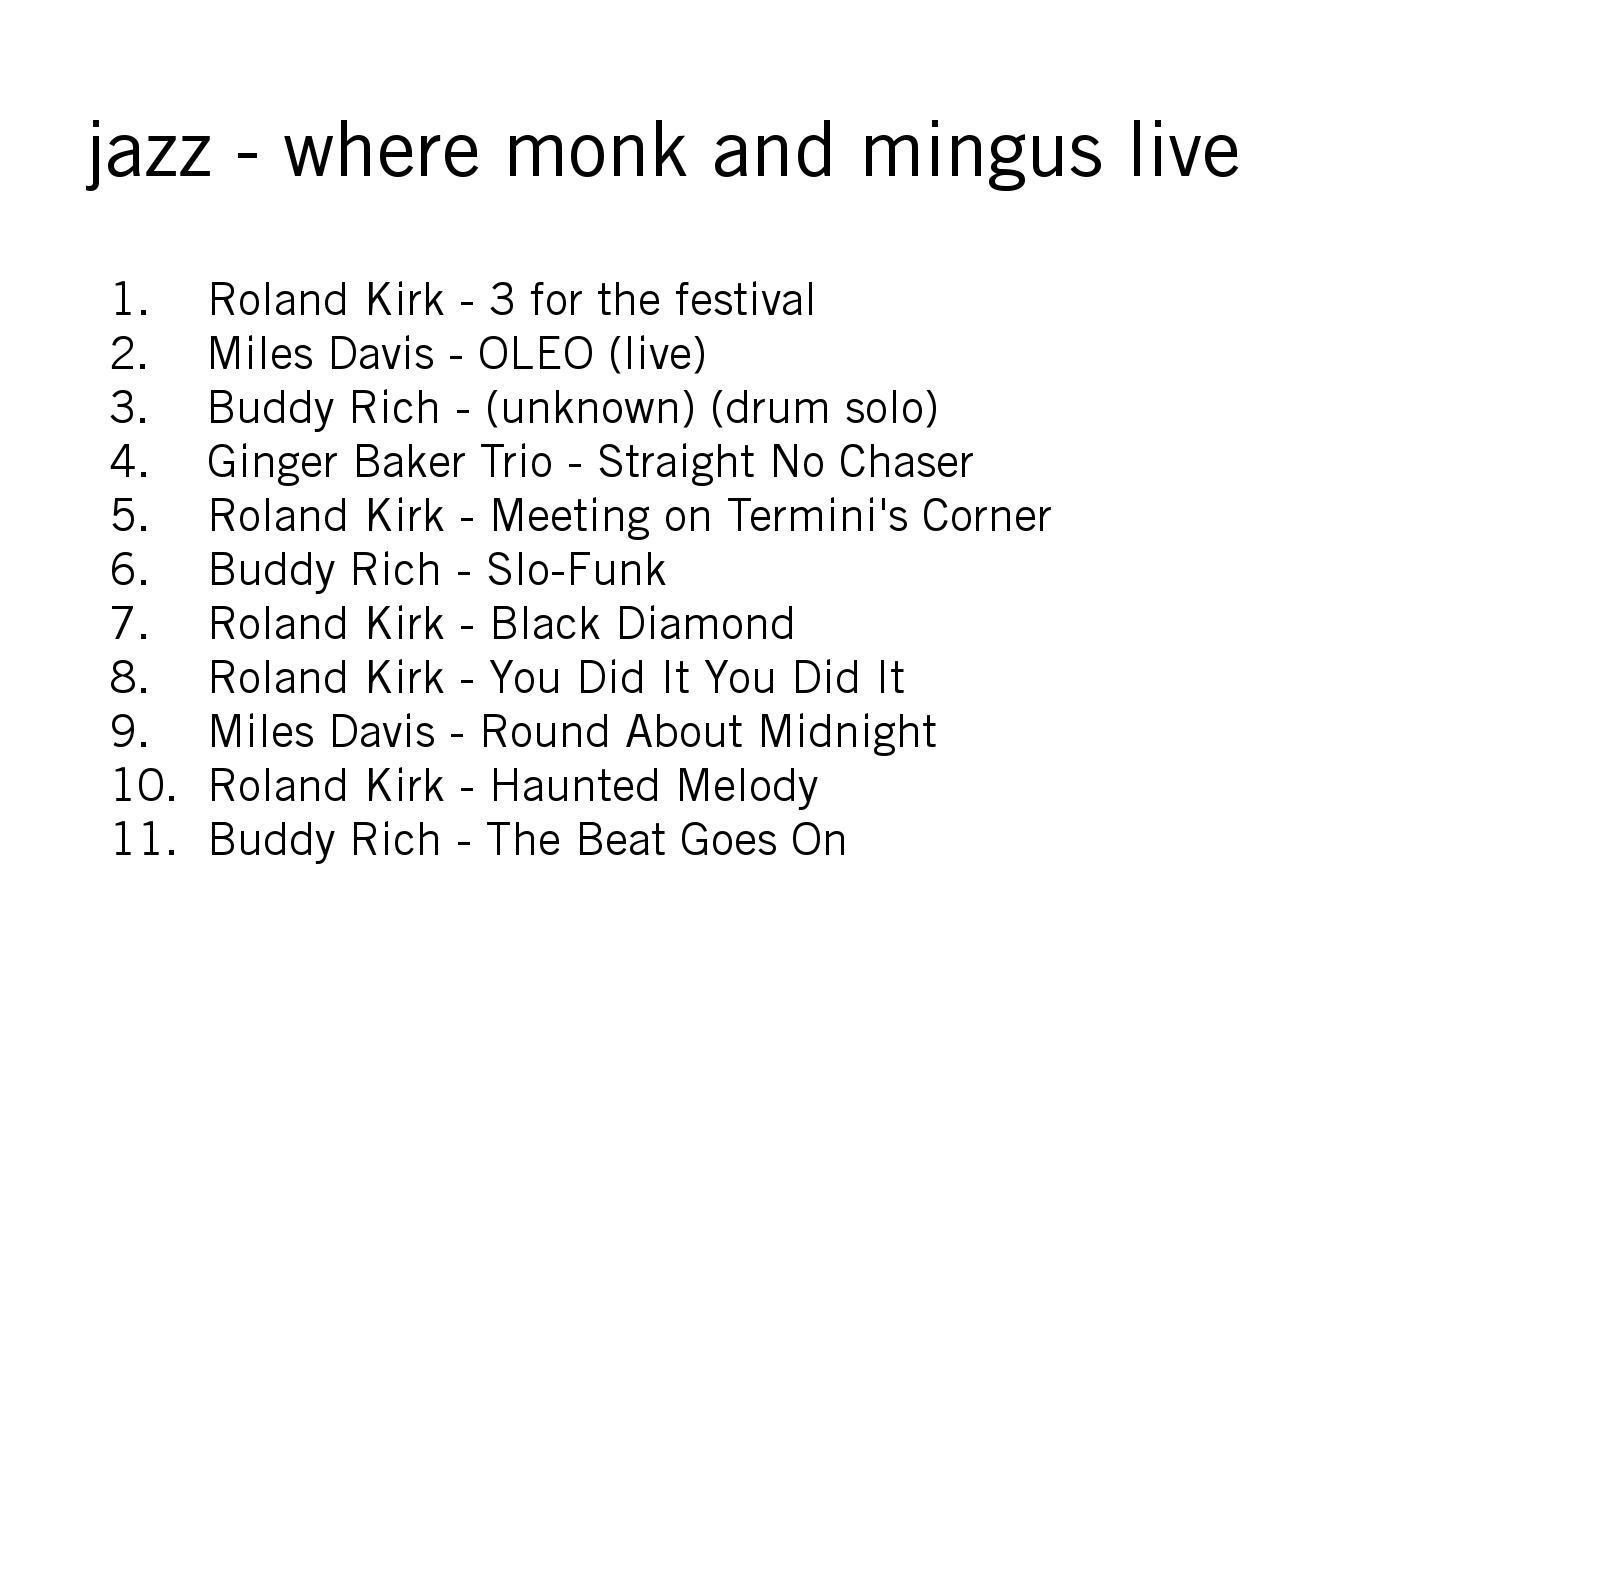 jazz - where monk and mingus live
1. Roland Kirk - 3 for the festival
2. Miles Davis - OLEO (live)
3. Buddy Rich - (unknown) (drum solo)
4. Ginger Baker Trio - Straight No Chaser
5. Roland Kirk - Meeting on Termini's Corner
6. Buddy Rich - Slo-Funk
7. Roland Kirk - Black Diamond
8. Roland Kirk - You Did It You Did It
9. Miles Davis - Round About Midnight
10. Roland Kirk - Haunted Melody
11. Buddy Rich - The Beat Goes On